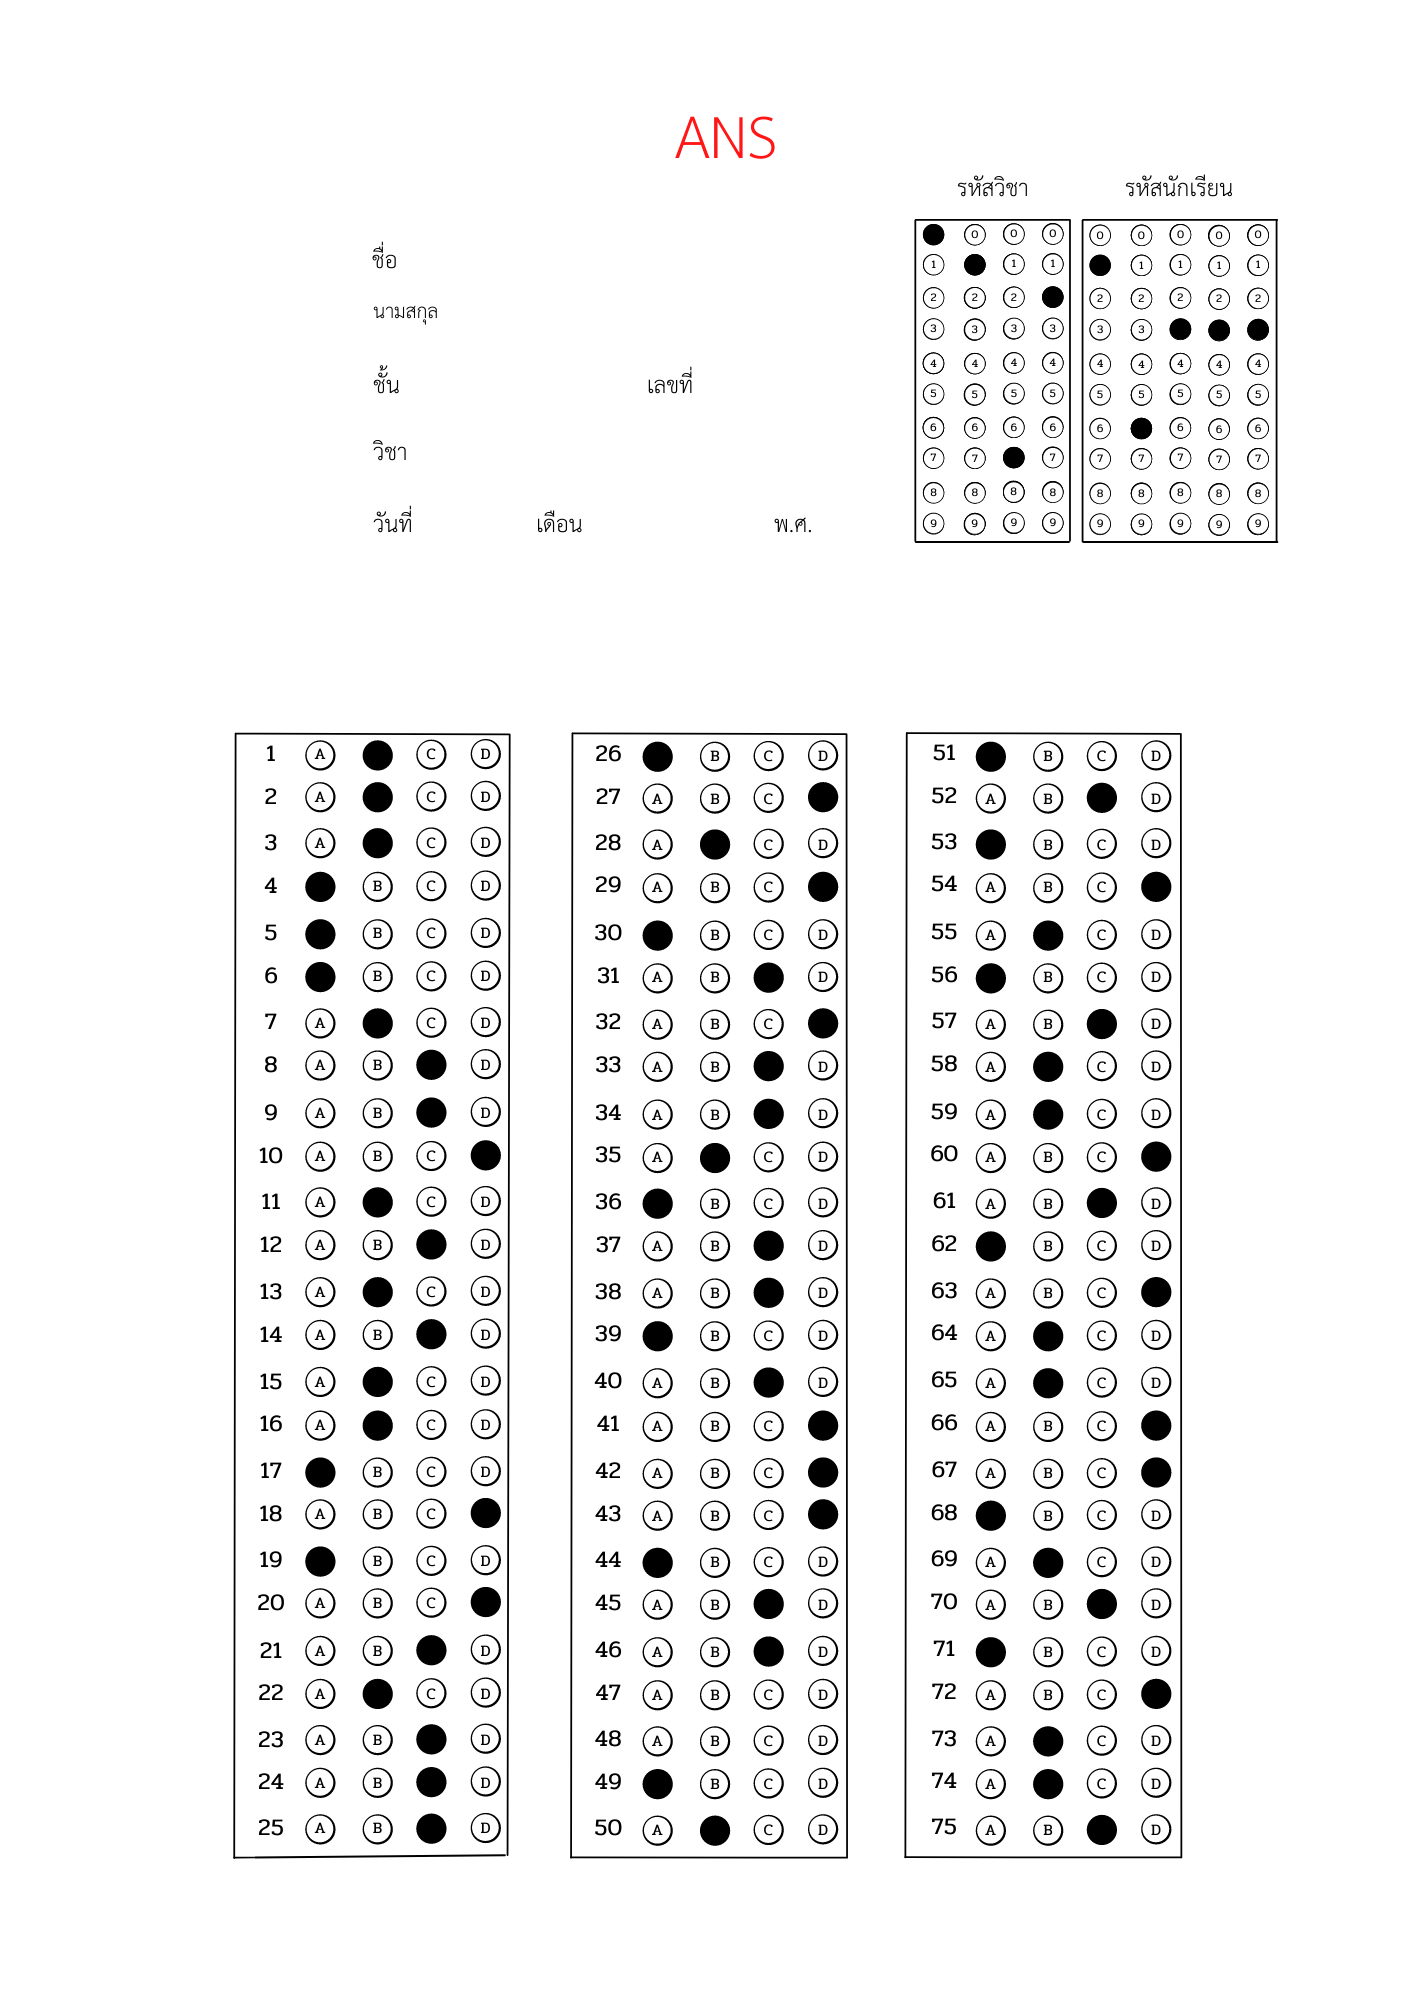 ANS
รหัสวิชา รหัสนักเรียน
ชื่อ
นามสกุล
ชั้น เลขที่
วิชา
วันที่ เดือน พ.ศ.
0 0 0 0 0 0 0 0
1 1 1 1 1 1 1
2 2 2 2 2 2 2 2
3 3 3 3 3 3
4 4 4 4 4 4 4 4 4
5 5 5 5 5 5 5 5 5
6 6 6 6 6 6 6 6
7 7 7 7 7 7 7 7
8 8 8 8 8 8 8 8 8
9 9 9 9 9 9 9 9 9
1 A C D 26 B C D 51 B C D
2 A C D 27 A B C 52 A B D
3 A C D 28 A C D 53 B C D
4 B C D 29 A B C 54 A B C
5 B C D 30 B C D 55 A C D
6 B C D 31 A B D 56 B C D
7 A C D 32 A B C 57 A B D
8 A B D 33 A B D 58 A C D
9 A B D 34 A B D 59 A C D
10 A B C 35 A C D 60 A B C
11 A C D 36 B C D 61 A B D
12 A B D 37 A B D 62 B C D
13 A C D 38 A B D 63 A B C
14 A B D 39 B C D 64 A C D
15 A C D 40 A B D 65 A C D
16 A C D 41 A B C 66 A B C
17 B C D 42 A B C 67 A B C
18 A B C 43 A B C 68 B C D
19 B C D 44 B C D 69 A C D
20 A B C 45 A B D 70 A B D
21 A B D 46 A B D 71 B C D
22 A C D 47 A B C D 72 A B C
23 A B D 48 A B C D 73 A C D
24 A B D 49 B C D 74 A C D
25 A B D 50 A C D 75 A B D